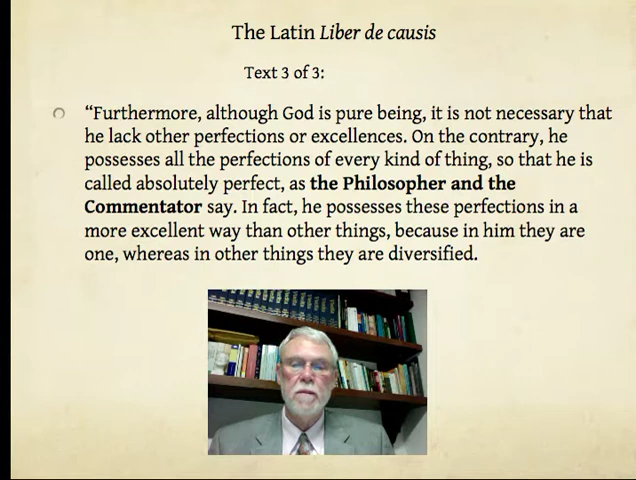 The Latin Liber de causis
Text 3 of 3:
“Furthermore, although God is pure being, it is not necessary that
he lack other perfections or excellences. On the contrary, he
possesses all the perfections of every kind of thing, so that he is
called absolutely perfect, as the Philosopher and the
Commentator say. In fact, he possesses these perfections in a
more excellent way than other things, because in him they are
one, whereas in other things they are diversified.